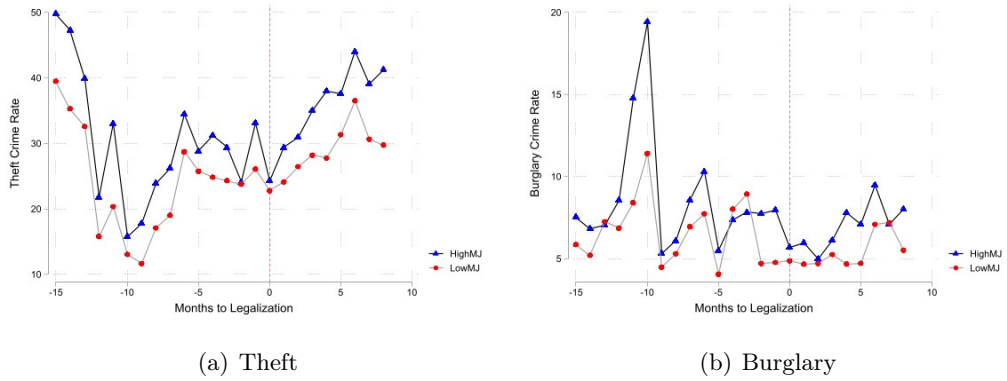 50
40
30
20
10
Theft Crime Rate
-15 -10 -5 0 5 10
Months to Legalization
HighMJ
LowMJ
(a) Theft
20
15
10
5
Burglary Crime Rate
-15 -10 -5 0 5 10
Months to Legalization
HighMJ
LowMJ
(b) Burglary